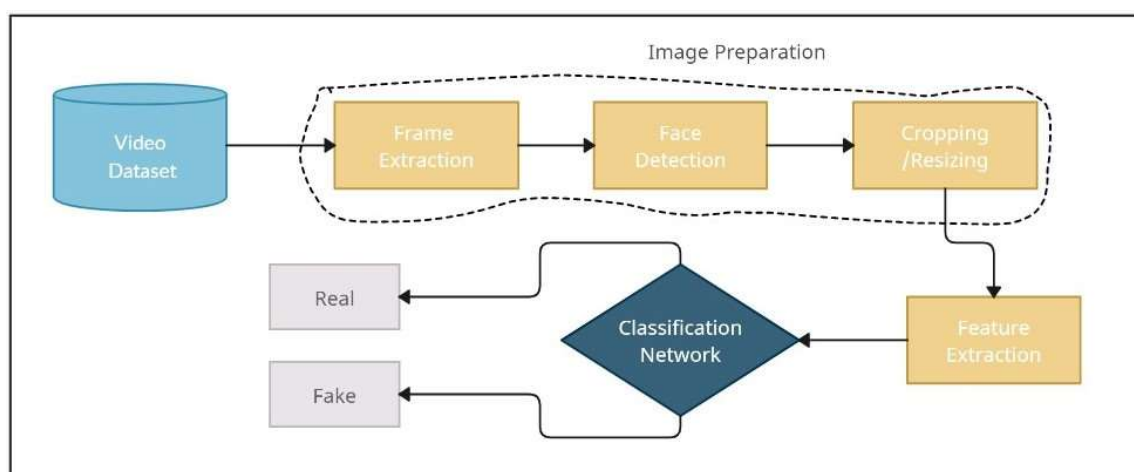 Image Preparation
Video
Dataset
Frame
Extraction
Face
Detection
Cropping
/Resizing
Real
Classification
Network
Feature
Extraction
Fake